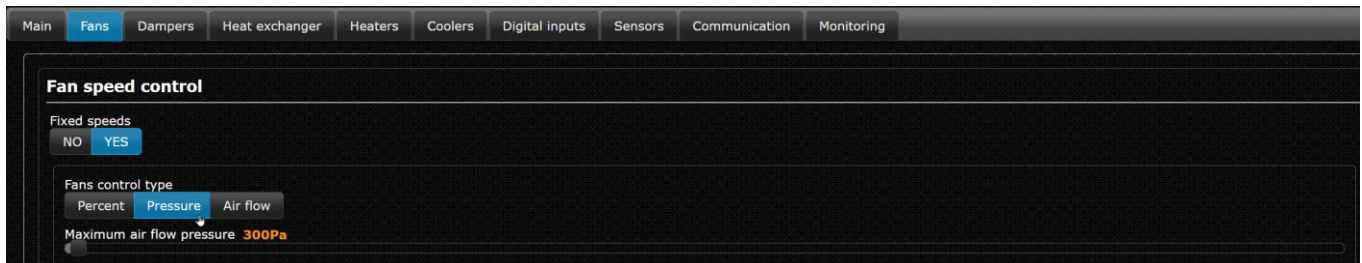 Main Fans Dampers Heat exchanger Heaters Coolers Digital inputs Sensors Communication Monitoring
Fan speed control
Fixed speeds
NO YES
Fans control type
Percent Pressure Air flow
Maximum air flow pressure 300Pa